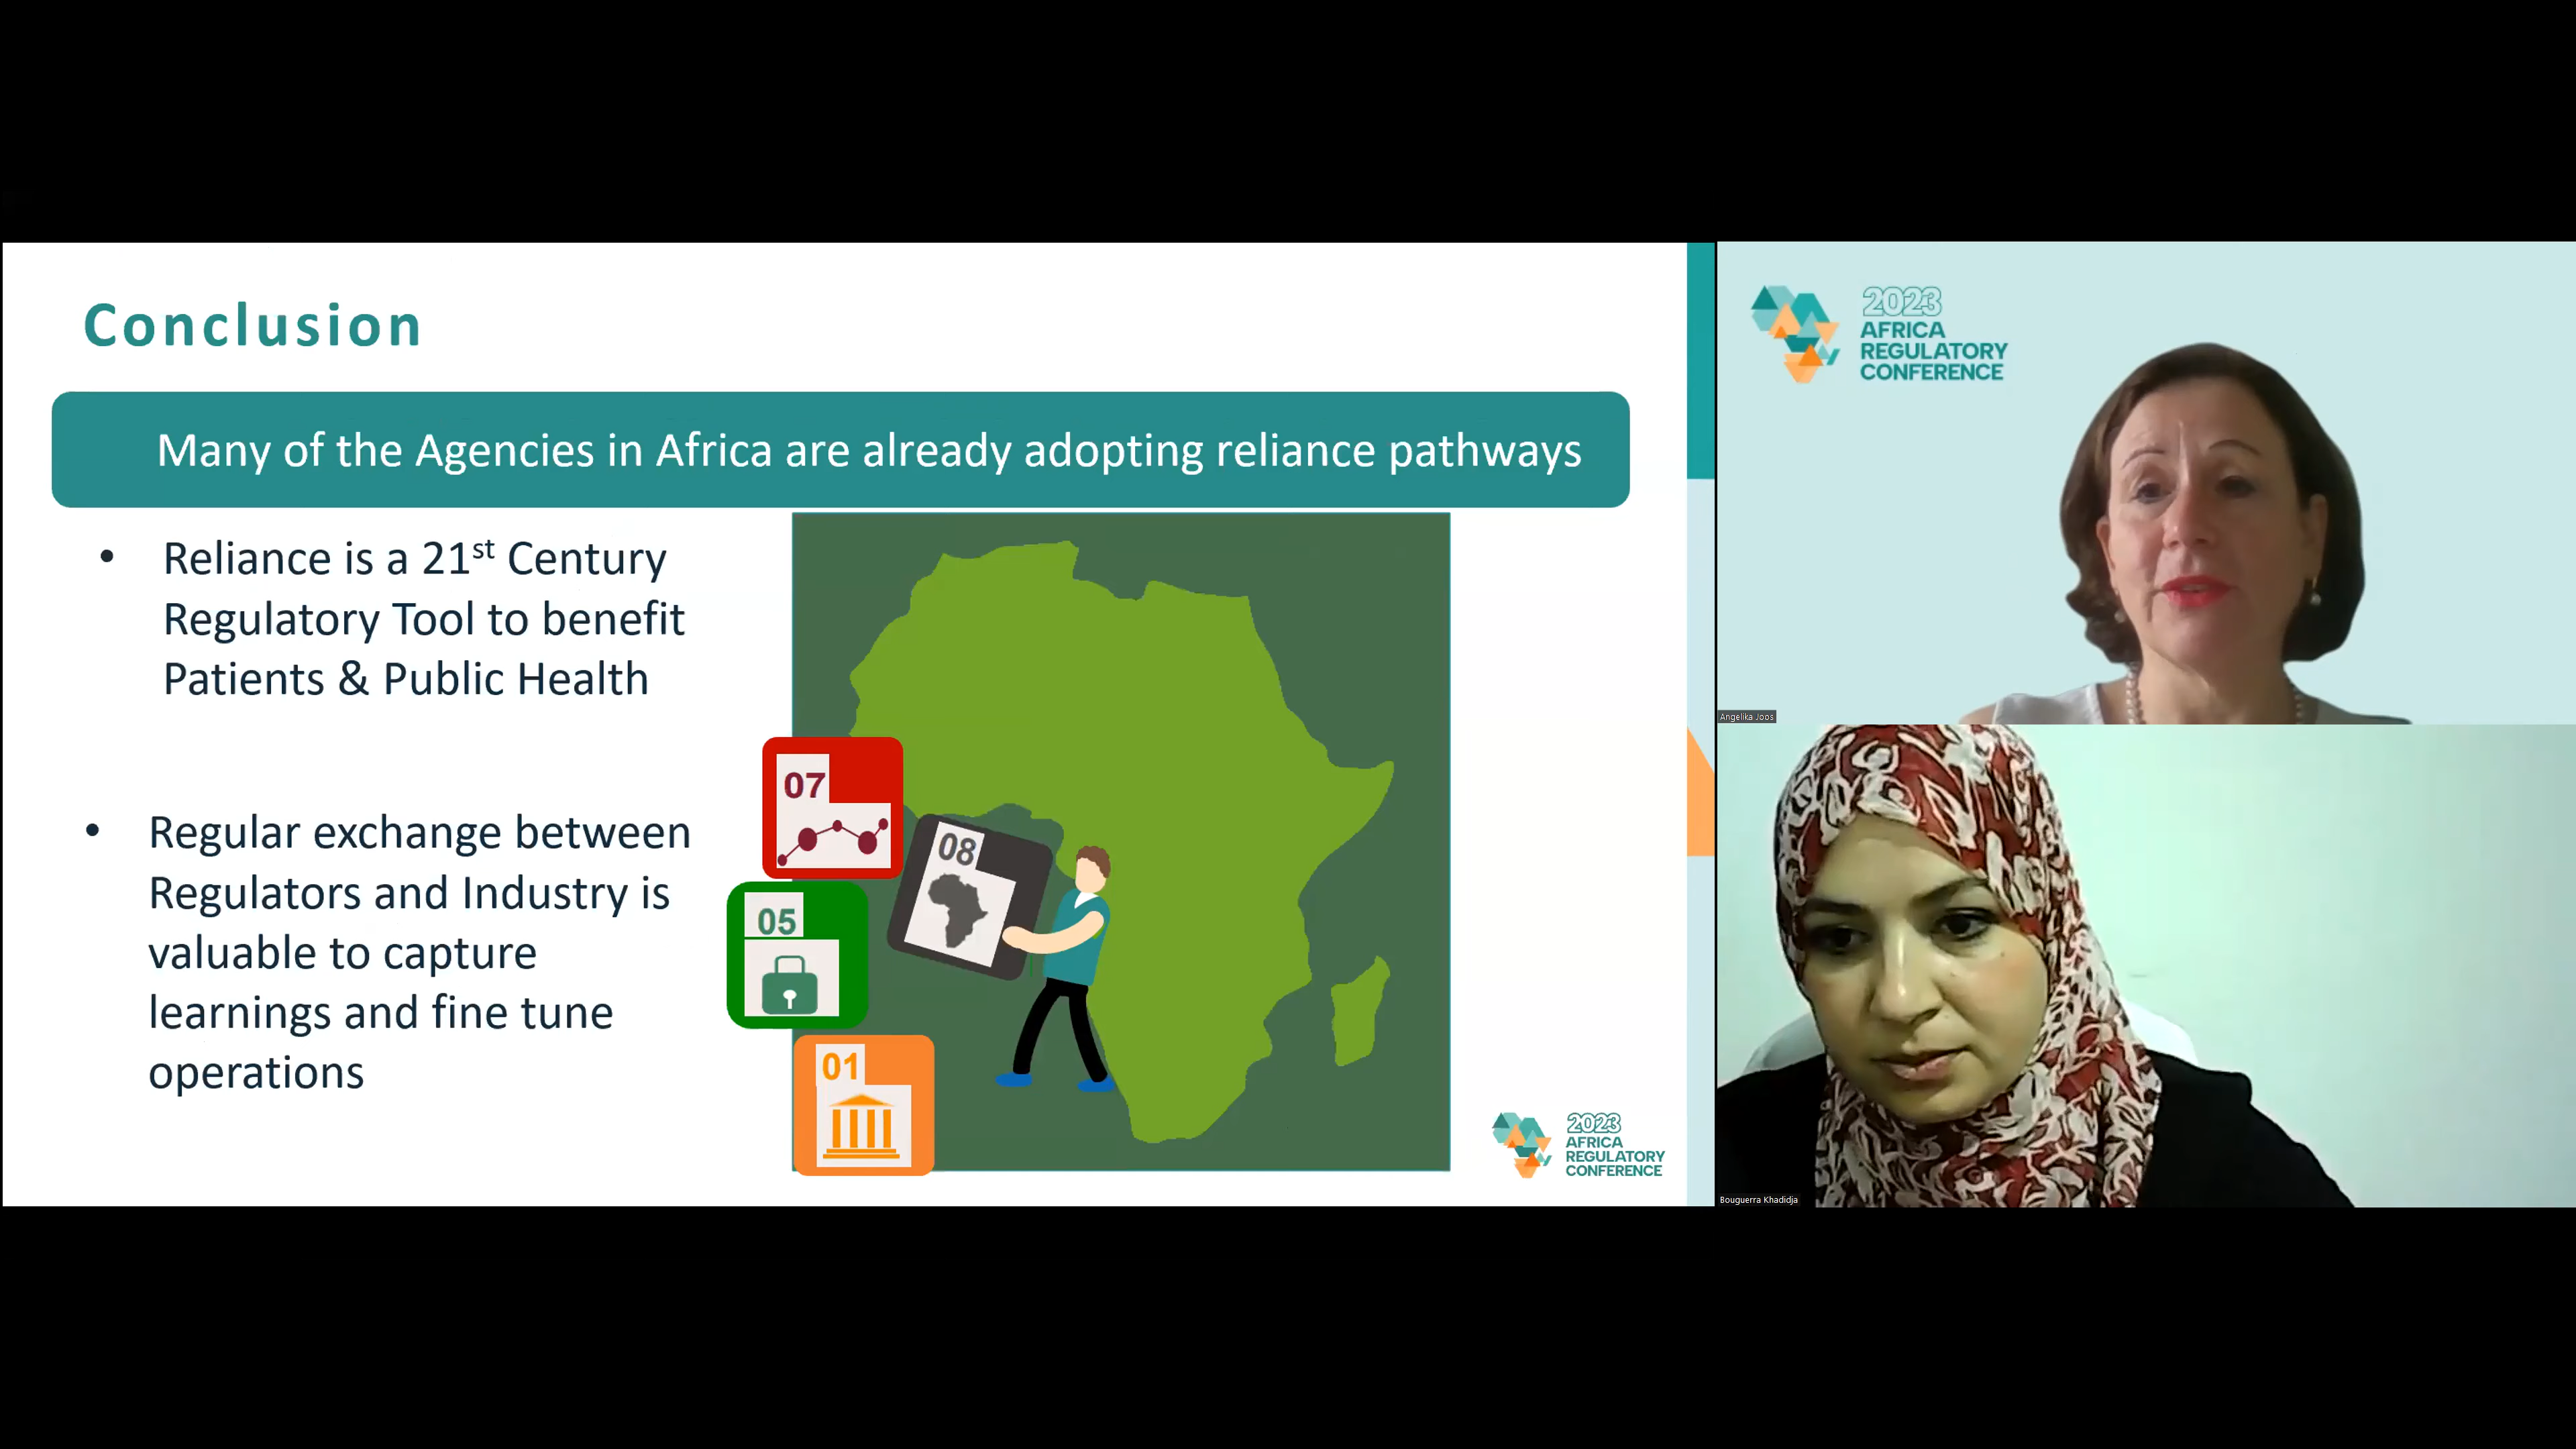 Conclusion
Many of the Agencies in Africa are already adopting reliance pathways
• Reliance is a 21st Century
Regulatory Tool to benefit
Patients & Public Health
• Regular exchange between
Regulators and Industry is
valuable to capture
learnings and fine tune
operations
07
08
05
01
2023
AFRICA
REGULATORY
CONFERENCE
2023
AFRICA
REGULATORY
CONFERENCE
Angelika Joos
Bouguerra Khadidja